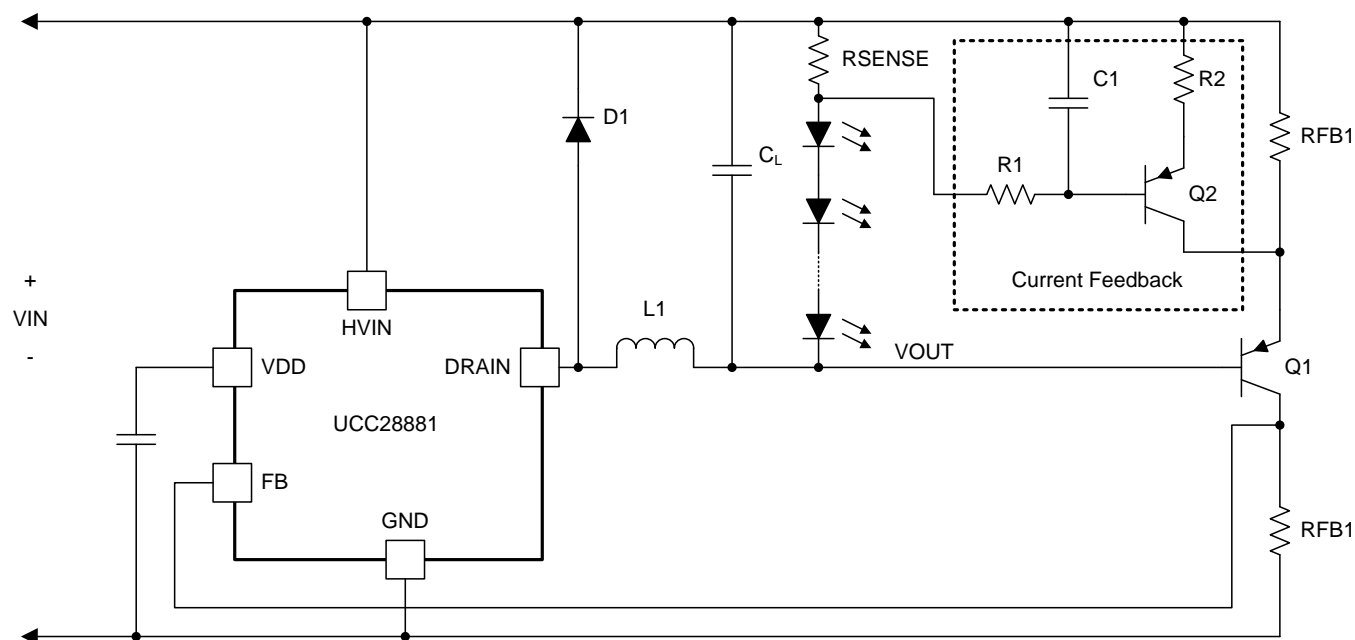 RSENSE
C1
R2
D1
RFB1
CL
R1
Q2
+
VIN
-
Current Feedback
HVIN
L1
VDD
DRAIN
VOUT
Q1
UCC28881
FB
GND
RFB1